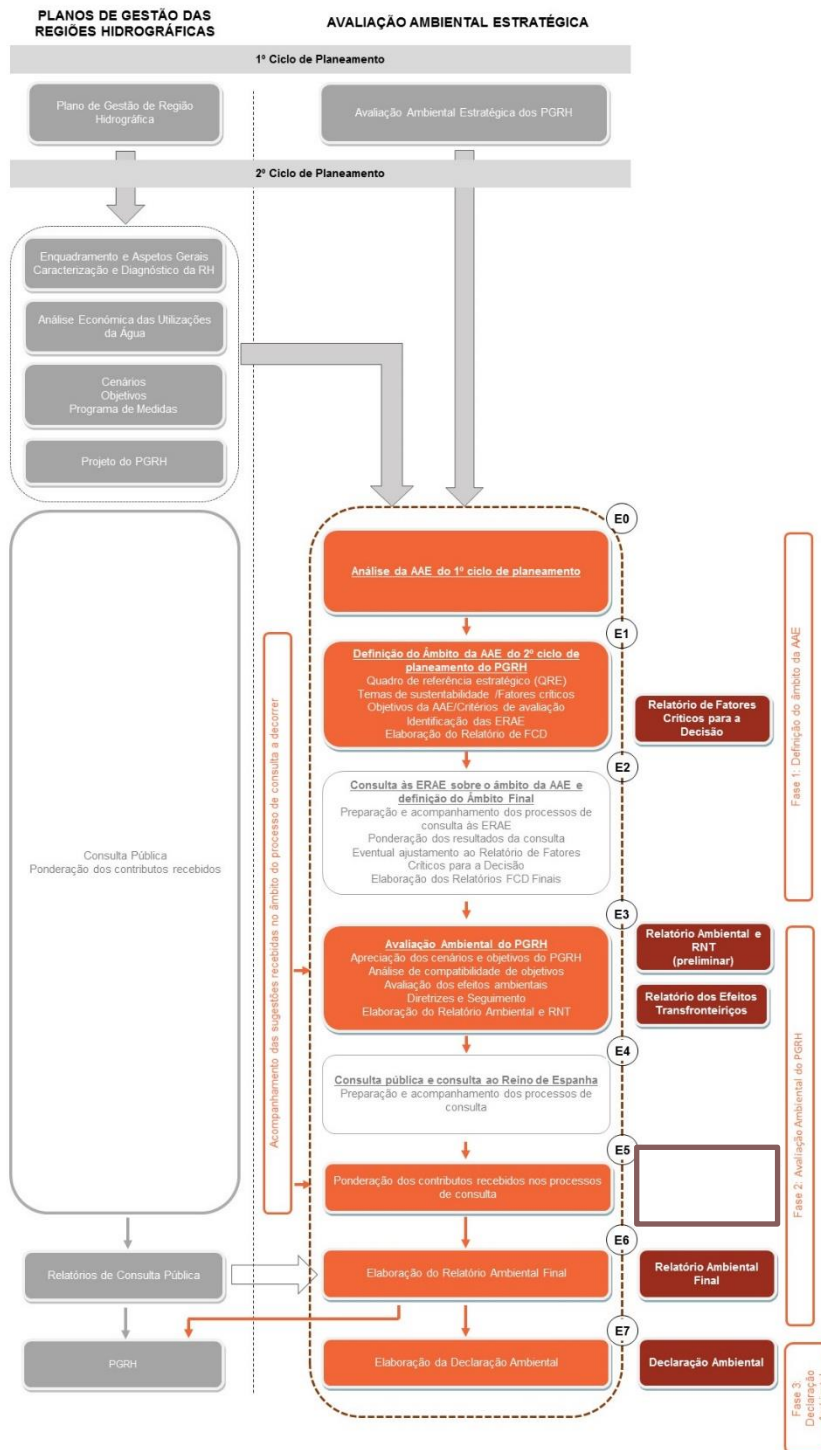 PLANOS DE GESTÃO DAS
REGIÕES HIDROGRÁFICAS
AVALIAÇÃO AMBIENTAL ESTRATÉGICA
1º Ciclo de Planeamento
Plano de Gestão de Região
Hidrográfica
Avaliação Ambiental Estratégica dos PGRH
2º Ciclo de Planeamento
Enquadramento e Aspetos Gerais
Caracterização e Diagnóstico da RH
Análise Económica das Utilizações
da Água
Cenários
Objetivos
Programa de Medidas
Projeto do PGRH
Consulta Pública
Ponderação dos contributos recebidos
Relatórios de Consulta Pública
PGRH
Acompanhamento das sugestões recebidas no âmbito do processo de consulta a decorrer
E0
Análise da AAE do 1º ciclo de planeamento
E1
Definição do Âmbito da AAE do 2º ciclo de
planeamento do PGRH
Quadro de referência estratégico (QRE)
Temas de sustentabilidade /Fatores críticos
Objetivos da AAE/Critérios de avaliação
Identificação das ERAE
Elaboração do Relatório de FCD
Relatório de Fatores
Críticos para a
Decisão
E2
Consulta às ERAE sobre o âmbito da AAE e
definição do Âmbito Final
Preparação e acompanhamento dos processos de
consulta às ERAE
Ponderação dos resultados da consulta
Eventual ajustamento ao Relatório de Fatores
Críticos para a Decisão
Elaboração dos Relatórios FCD Finais
E3
Avaliação Ambiental do PGRH
Apreciação dos cenários e objetivos do PGRH
Análise de compatibilidade de objetivos
Avaliação dos efeitos ambientais
Diretrizes e Seguimento
Elaboração do Relatório Ambiental e RNT
Relatório Ambiental e
RNT
(preliminar)
Relatório dos Efeitos
Transfronteiriços
E4
Consulta pública e consulta ao Reino de Espanha
Preparação e acompanhamento dos processos de
consulta
E5
Ponderação dos contributos recebidos nos processos
de consulta
E6
Elaboração do Relatório Ambiental Final
Relatório Ambiental
Final
E7
Elaboração da Declaração Ambiental
Declaração Ambiental
Fase 1: Definição do âmbito da AAE
Fase 2: Avaliação Ambiental do PGRH
Fase 3:
Declaração